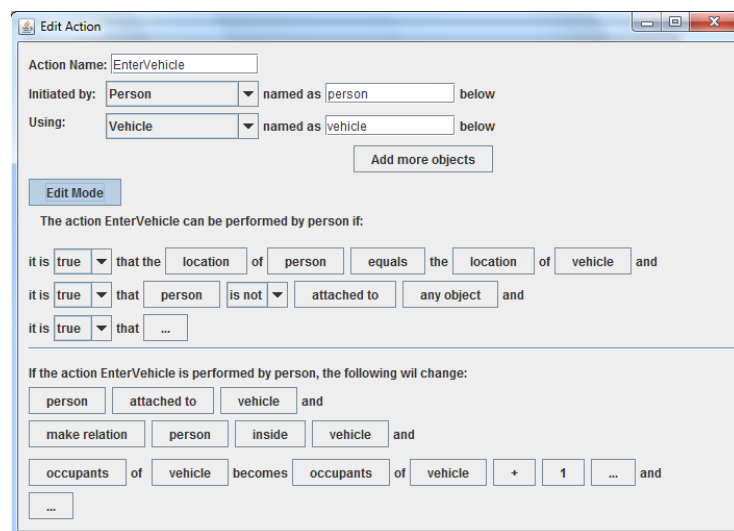 Edit Action
Action Name: EnterVehicle
Initiated by: Person named as person below
Using: Vehicle named as vehicle below
Add more objects
Edit Mode
The action EnterVehicle can be performed by person if:
it is true that the location of person equals the location of vehicle and
it is true that person is not attached to any object and
it is true that ...
If the action EnterVehicle is performed by person, the following wil change:
person attached to vehicle and
make relation person inside vehicle and
occupants of vehicle becomes occupants of vehicle + 1 ... and
...